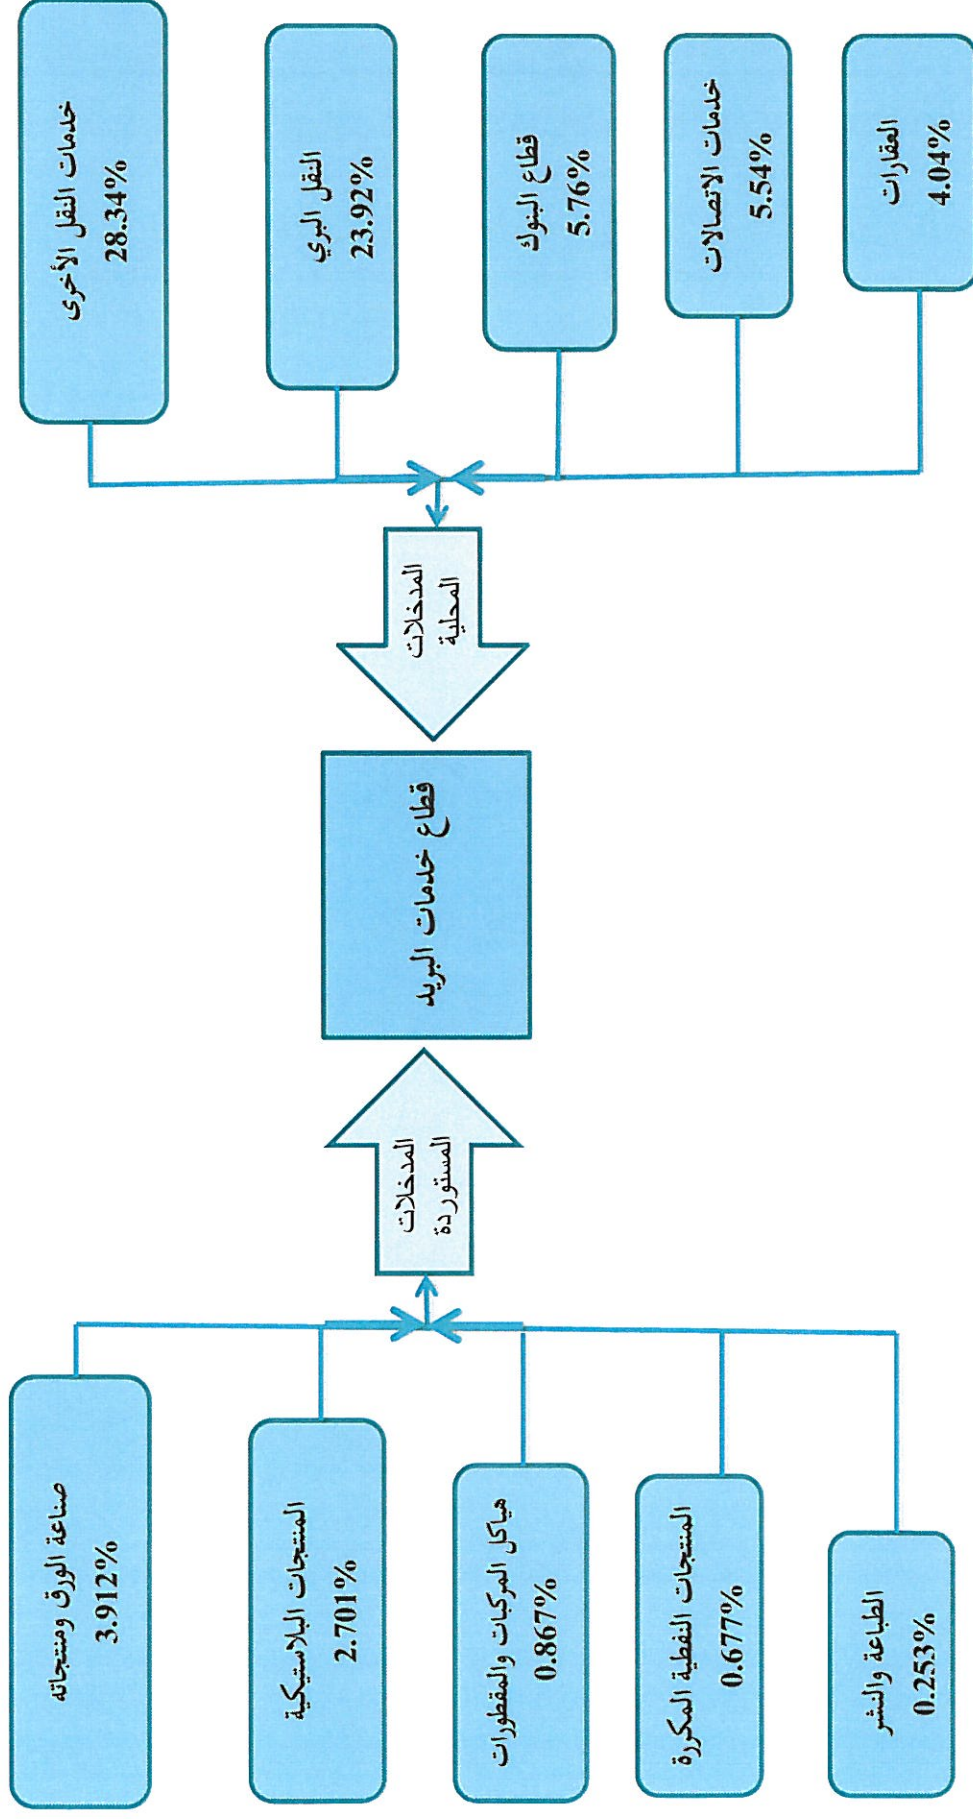 خدمات النقل الأخرى
28.34%
النقل البري
23.92%
قطاع البنوك
5.76%
خدمات الاتصالات
5.54%
العقارات
4.04%
المدخلات
المحلية
قطاع خدمات البريد
المدخلات
المستوردة
صناعة الورق ومنتجاته
3.912%
المنتجات البلاستيكية
2.701%
هياكل المركبات والمقطورات
0.867%
المنتجات النفطية المكررة
0.677%
الطباعة والنشر
0.253%